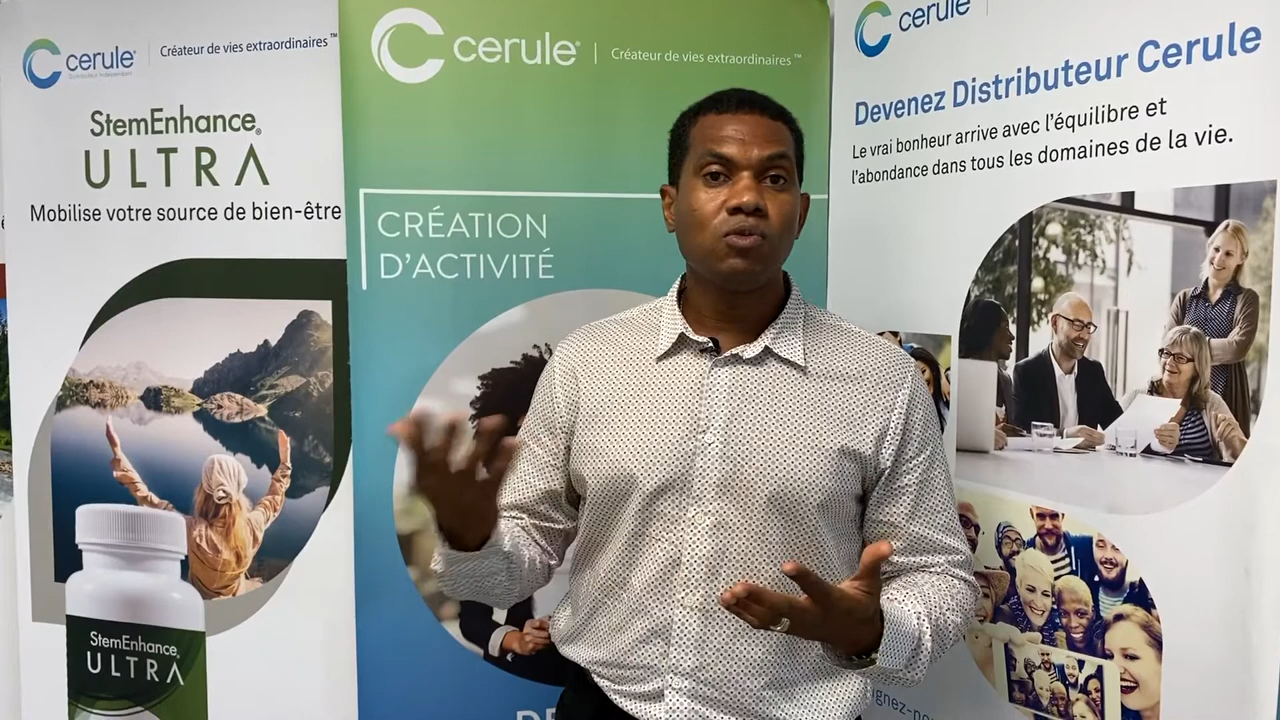 cerule®
Distributeur Indépendant
Créateur de vies extraordinaires™
StemEnhance®
ULTRA
Mobilise votre source de bien-être
StemEnhance®
ULTRA
cerule®
Créateur de vies extraordinaires™
CRÉATION
D'ACTIVITÉ
cerule
Devenez Distributeur Cerule
Le vrai bonheur arrive avec l'équilibre et
l'abondance dans tous les domaines de la vie.